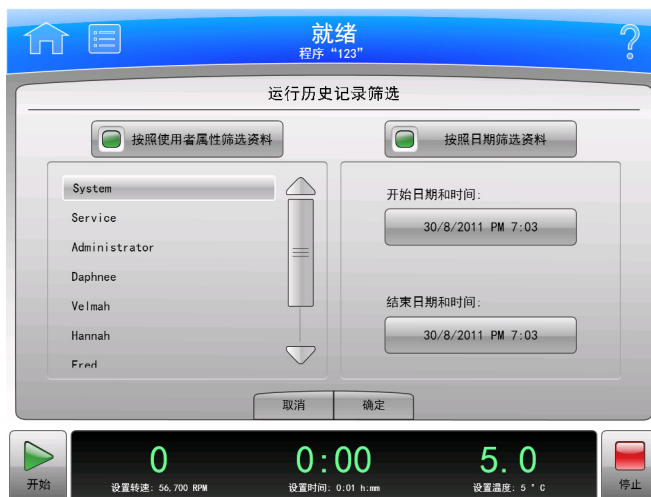 就绪
程序“123”
?
运行历史记录筛选
按照使用者属性筛选资料
按照日期筛选资料
System
Service
Administrator
Daphnee
Velmah
Hannah
Fred
开始日期和时间:
30/8/2011 PM 7:03
结束日期和时间:
30/8/2011 PM 7:03
取消
确定
开始
0
设置转速: 56,700 RPM
0:00
设置时间: 0:01 h:mm
5.0
设置温度: 5 °C
停止